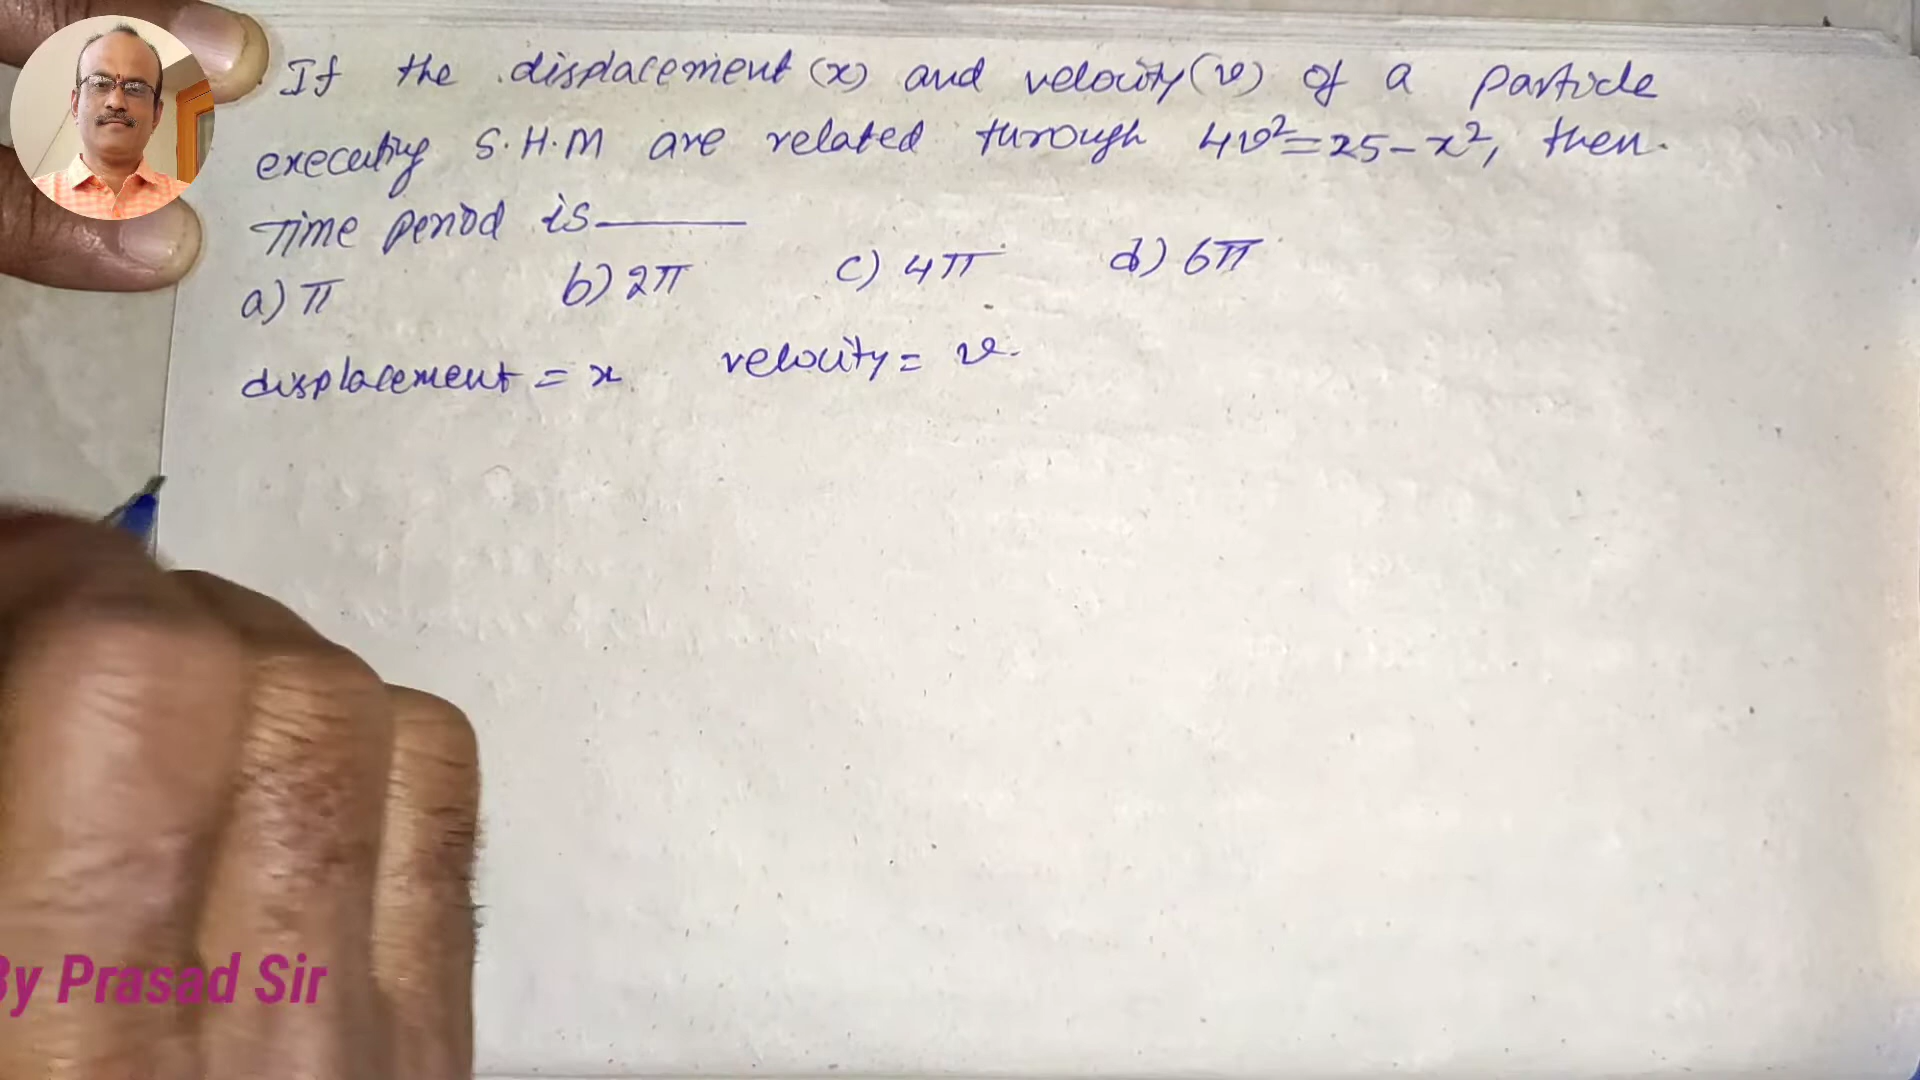 If the displacement (x) and velocity (v) of a particle
executing S.H.M are related through 4v²=25-x², then.
Time period is———
a) π b) 2π c) 4π d) 6π
displacement = x velocity = v.
By Prasad Sir